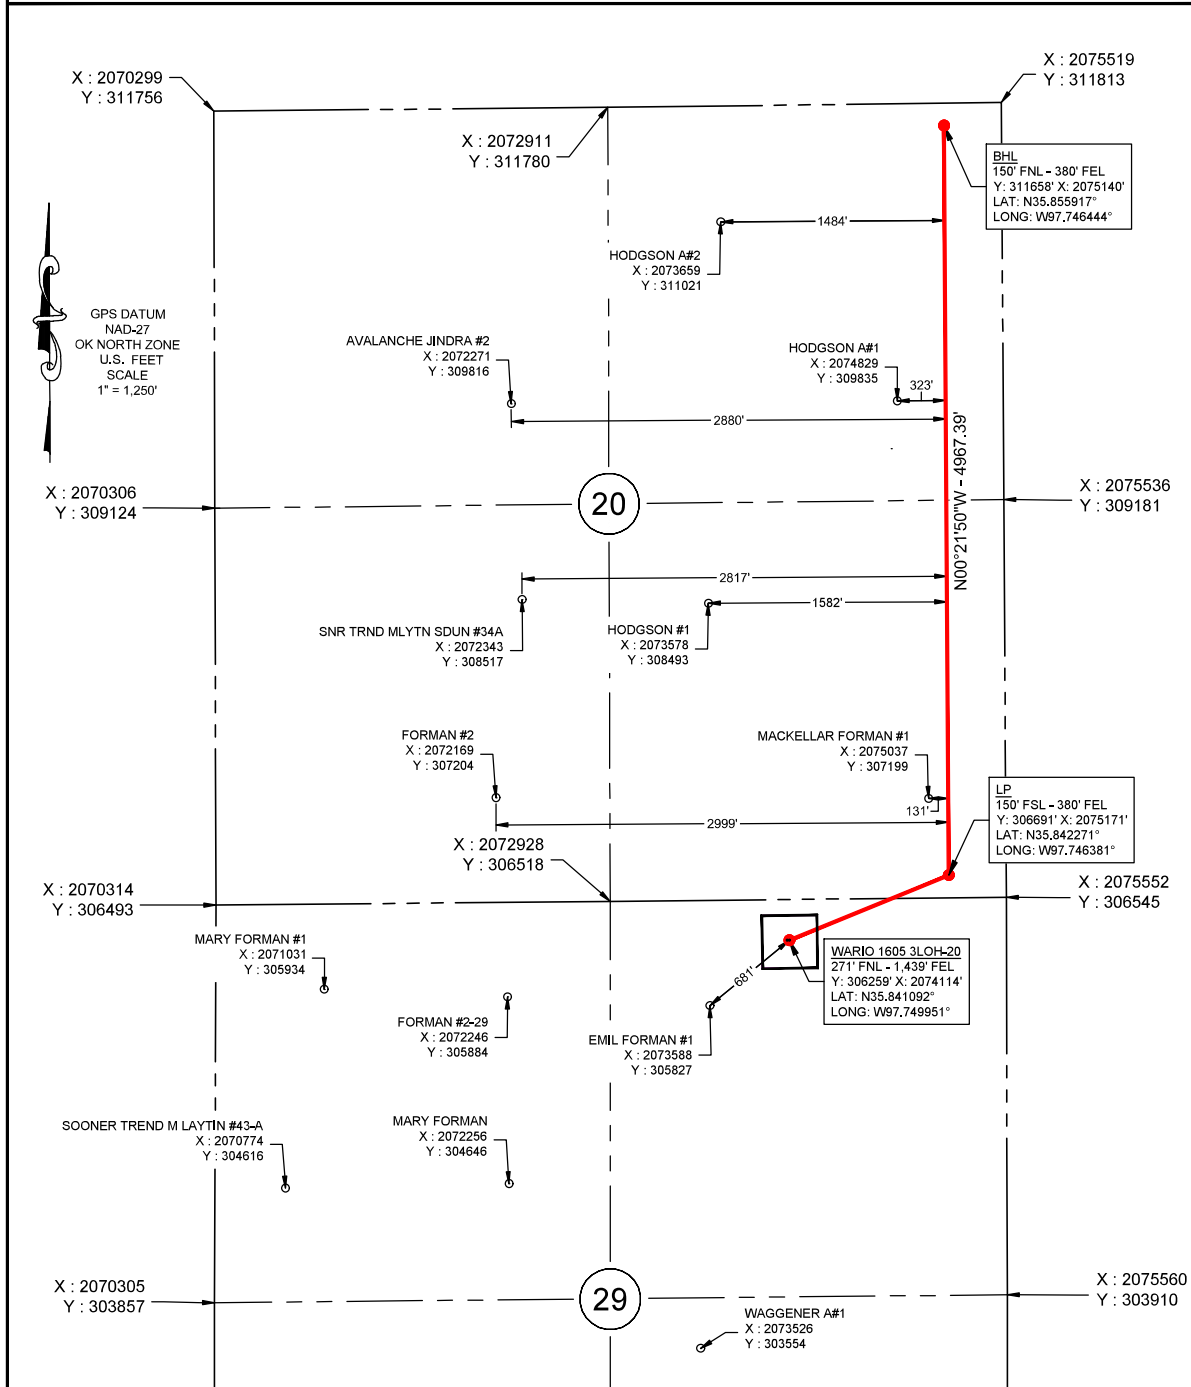 X : 2070299
Y : 311756
X : 2075519
Y : 311813
X : 2072911
Y : 311780
BHL
150' FNL - 380' FEL
Y: 311658' X: 2075140'
LAT: N35.855917°
LONG: W97.746444°
1484'
HODGSON A#2
X : 2073659
Y : 311021
GPS DATUM
NAD-27
OK NORTH ZONE
U.S. FEET
SCALE
1" = 1,250'
AVALANCHE JINDRA #2
X : 2072271
Y : 309816
HODGSON A#1
X : 2074829
Y : 309835
323'
2880'
N00°21'50"W - 4967.39'
X : 2070306
Y : 309124
20
X : 2075536
Y : 309181
2817'
1582'
SNR TRND MLYTN SDUN #34A
X : 2072343
Y : 308517
HODGSON #1
X : 2073578
Y : 308493
FORMAN #2
X : 2072169
Y : 307204
MACKELLAR FORMAN #1
X : 2075037
Y : 307199
131'
2999'
LP
150' FSL - 380' FEL
Y: 306691' X: 2075171'
LAT: N35.842271°
LONG: W97.746381°
X : 2072928
Y : 306518
X : 2070314
Y : 306493
X : 2075552
Y : 306545
MARY FORMAN #1
X : 2071031
Y : 305934
WARIO 1605 3LOH-20
271' FNL - 1,439' FEL
Y: 306259' X: 2074114'
LAT: N35.841092°
LONG: W97.749951°
681'
FORMAN #2-29
X : 2072246
Y : 305884
EMIL FORMAN #1
X : 2073588
Y : 305827
SOONER TREND M LAYTIN #43-A
X : 2070774
Y : 304616
MARY FORMAN
X : 2072256
Y : 304646
X : 2070305
Y : 303857
29
X : 2075560
Y : 303910
WAGGENER A#1
X : 2073526
Y : 303554